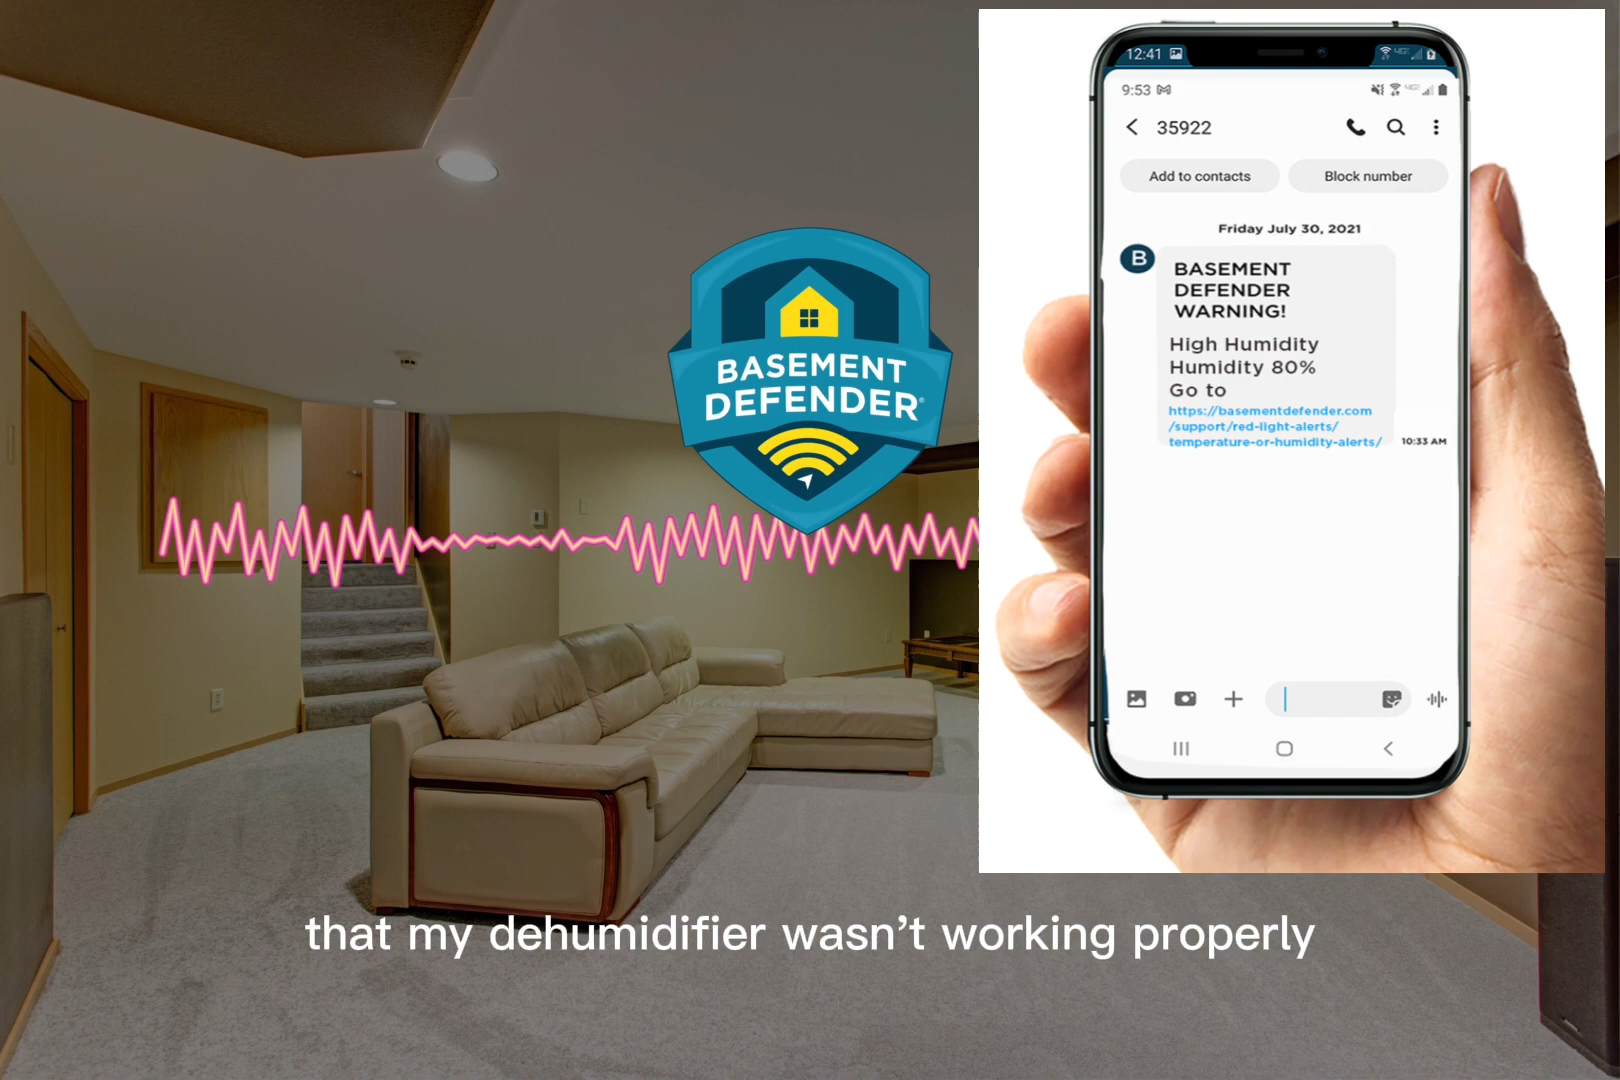 BASEMENT
DEFENDER®
12:41
9:53
35922
Add to contacts
Block number
Friday July 30, 2021
B
BASEMENT
DEFENDER
WARNING!
High Humidity
Humidity 80%
Go to
https://basementdefender.com
/support/red-light-alerts/
temperature-or-humidity-alerts/
10:33 AM
that my dehumidifier wasn't working properly